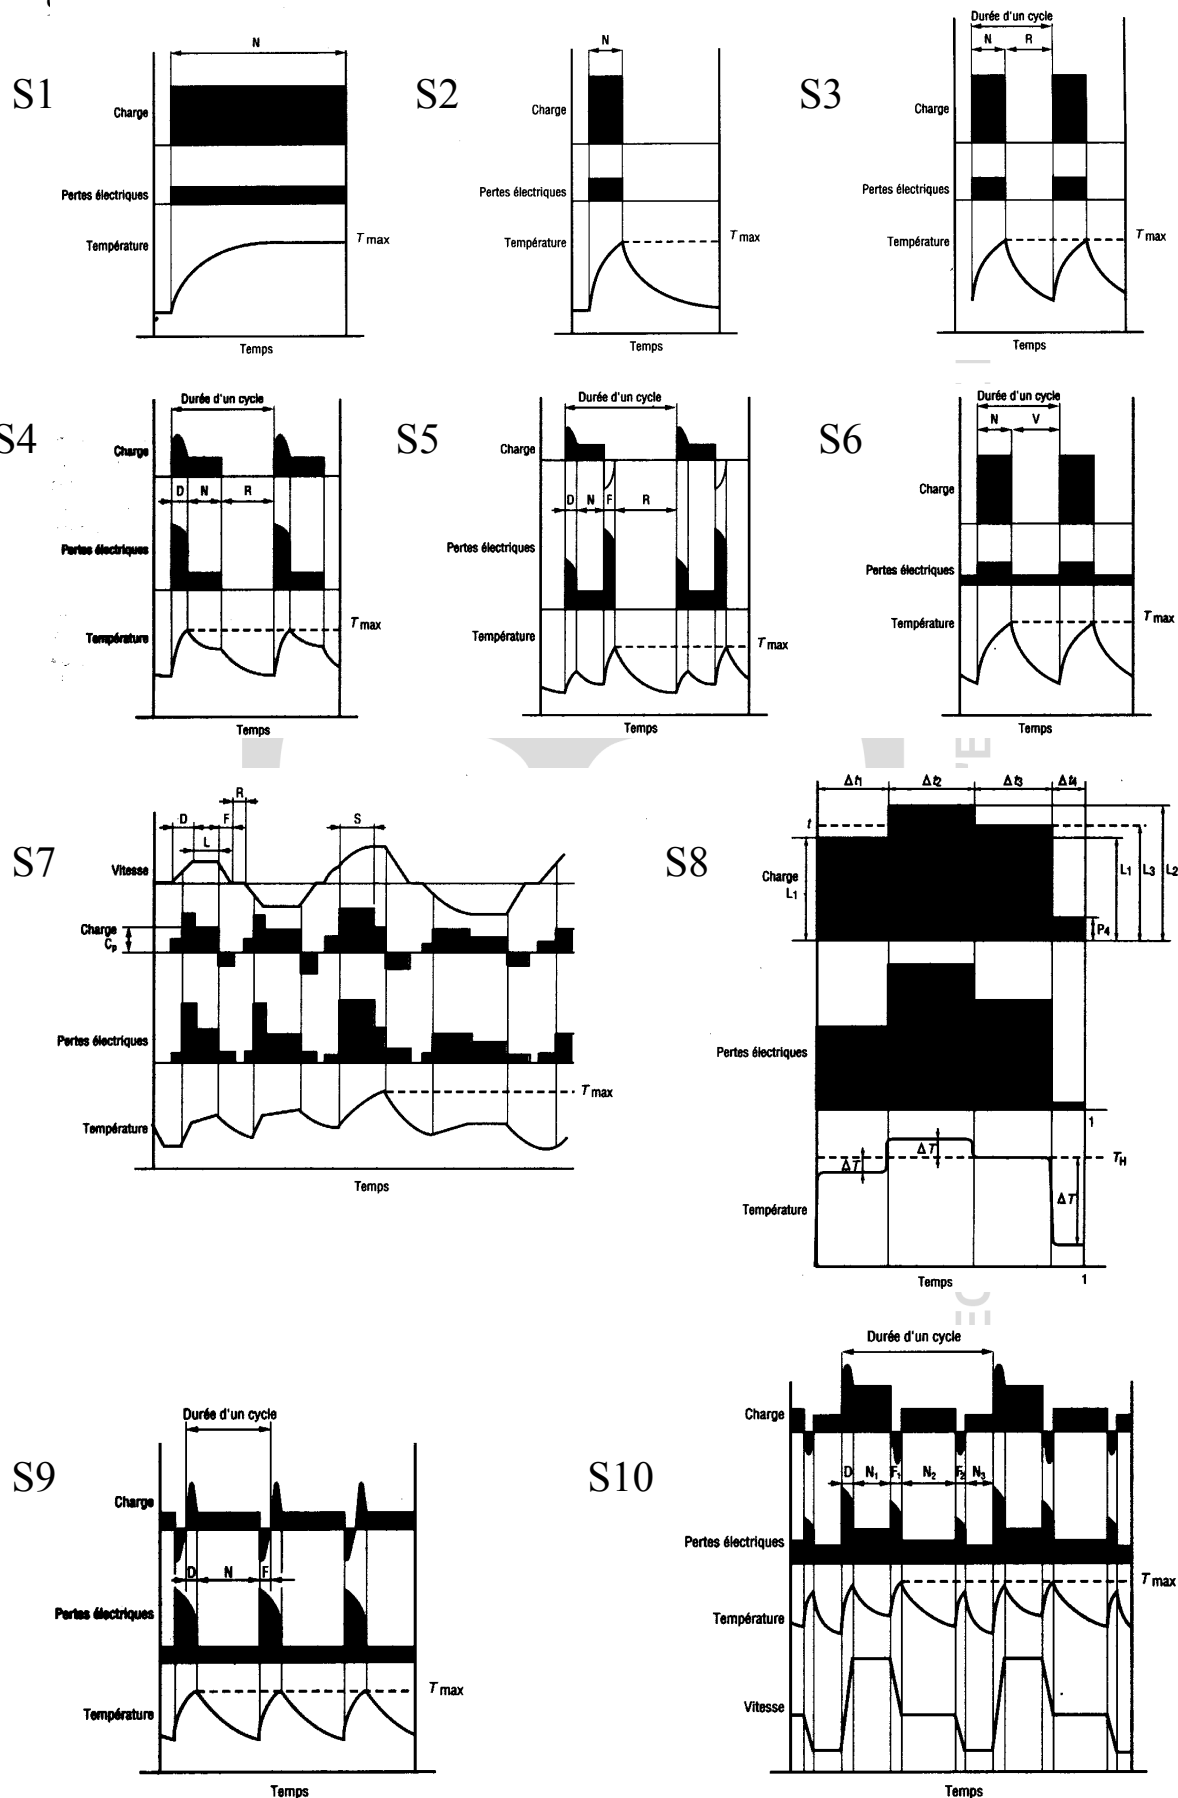 S1
N
Charge
Pertes électriques
Température
T max
Temps
S2
N
Charge
Pertes électriques
Température
T max
Temps
S3
Durée d'un cycle
N R
Charge
Pertes électriques
Température
T max
Temps
S4
Durée d'un cycle
Charge
D N R
Pertes électriques
Température
T max
Temps
S5
Durée d'un cycle
Charge
D N F R
Pertes électriques
Température
T max
Temps
S6
Durée d'un cycle
N V
Charge
Pertes électriques
Température
T max
Temps
S7
R
D F S
L
Vitesse
Charge
Cp
Pertes électriques
T max
Température
Temps
S8
Δt1 Δt2 Δt3 Δt4
t
Charge
L1
L1 L3 L2
P4
Pertes électriques
1
ΔT ΔT TH
ΔT
Température
Temps
1
S9
Durée d'un cycle
Charge
D N F
Pertes électriques
T max
Température
Temps
S10
Durée d'un cycle
Charge
D N1 F1 N2 F2 N3
Pertes électriques
T max
Température
Vitesse
Temps